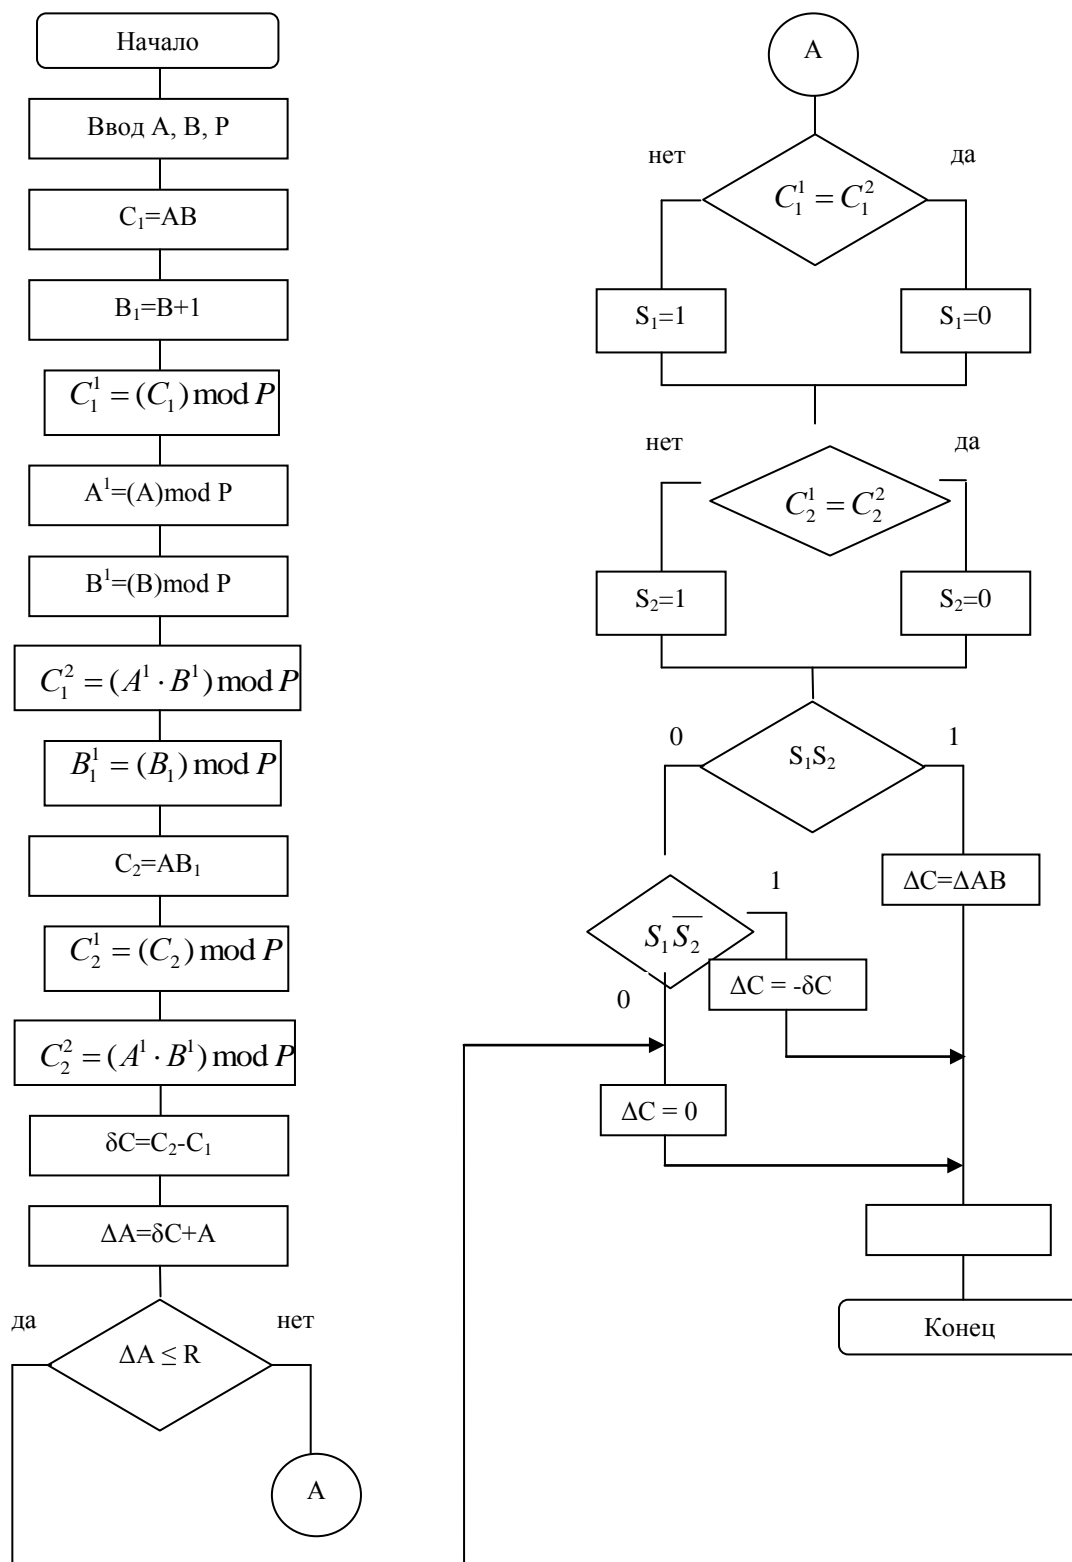 Начало
Ввод A, B, P
C₁=AB
B₁=B+1
C₁¹ = (C₁) mod P
A¹=(A)mod P
B¹=(B)mod P
C₁² = (A¹ · B¹) mod P
B₁¹ = (B₁) mod P
C₂=AB₁
C₂¹ = (C₂) mod P
C₂² = (A¹ · B¹) mod P
δC=C₂-C₁
ΔA=δC+A
да
нет
ΔA ≤ R
A
A
нет
да
C₁¹ = C₁²
S₁=1
S₁=0
нет
да
C₂¹ = C₂²
S₂=1
S₂=0
0
1
S₁S₂
ΔC=ΔAB
1
S₁S̅₂
ΔC = -δC
0
ΔC = 0
Конец